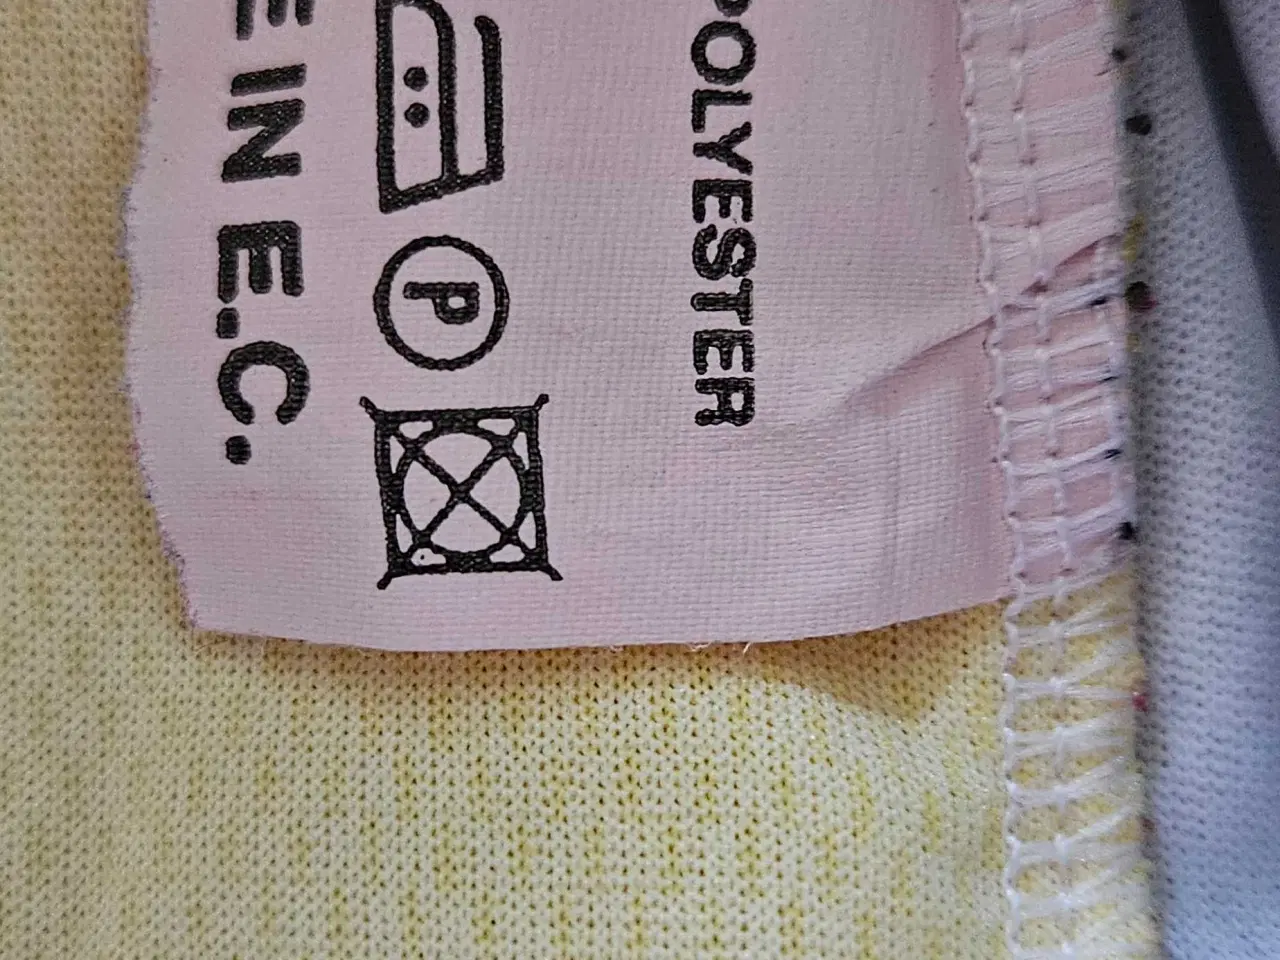 POLYESTER
P
E IN E.C.